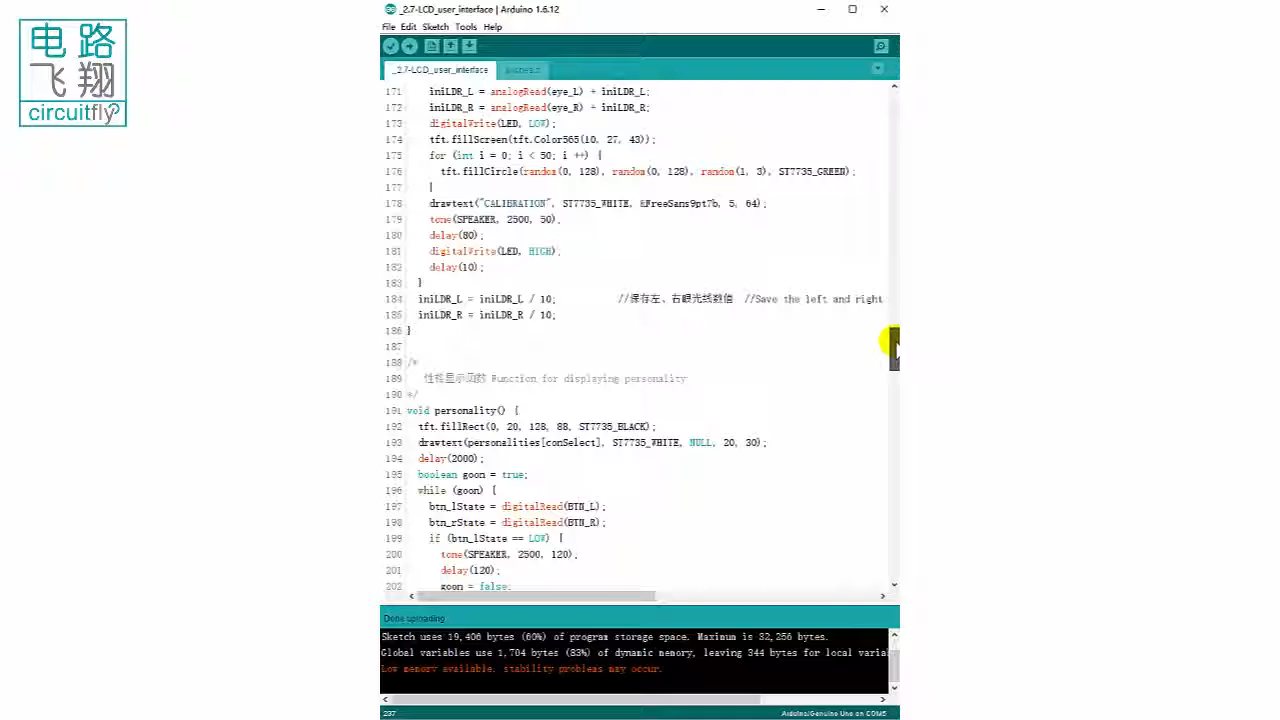 电路
飞翔
circuitfly
_2.7-LCD_user_interface | Arduino 1.6.12
File Edit Sketch Tools Help
_2.7-LCD_user_interface pitches.h
171 iniLDR_L = analogRead(eye_L) + iniLDR_L;
172 iniLDR_R = analogRead(eye_R) + iniLDR_R;
173 digitalWrite(LED, LOW);
174 tft.fillScreen(tft.Color565(10, 27, 43));
175 for (int i = 0; i < 50; i ++) {
176 tft.fillCircle(random(0, 128), random(0, 128), random(1, 3), ST7735_GREEN);
177 }
178 drawtext("CALIBRATION", ST7735_WHITE, &FreeSans9pt7b, 5, 64);
179 tone(SPEAKER, 2500, 50);
180 delay(80);
181 digitalWrite(LED, HIGH);
182 delay(10);
183 }
184 iniLDR_L = iniLDR_L / 10; //保存左、右眼光线数值 //Save the left and right
185 iniLDR_R = iniLDR_R / 10;
186 }
187
188 /*
189 性格显示函数 Function for displaying personality
190 */
191 void personality() {
192 tft.fillRect(0, 20, 128, 88, ST7735_BLACK);
193 drawtext(personalities[conSelect], ST7735_WHITE, NULL, 20, 30);
194 delay(2000);
195 boolean goon = true;
196 while (goon) {
197 btn_lState = digitalRead(BTN_L);
198 btn_rState = digitalRead(BTN_R);
199 if (btn_lState == LOW) {
200 tone(SPEAKER, 2500, 120);
201 delay(120);
202 goon = false;
Done uploading.
Sketch uses 19,406 bytes (60%) of program storage space. Maximum is 32,256 bytes.
Global variables use 1,704 bytes (83%) of dynamic memory, leaving 344 bytes for local varia
Low memory available, stability problems may occur.
237 Arduino/Genuino Uno on COM5